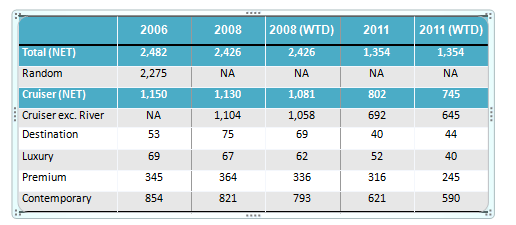 2006 2008 2008 (WTD) 2011 2011 (WTD)
Total (NET) 2,482 2,426 2,426 1,354 1,354
Random 2,275 NA NA NA NA
Cruiser (NET) 1,150 1,130 1,081 802 745
Cruiser exc. River NA 1,104 1,058 692 645
Destination 53 75 69 40 44
Luxury 69 67 62 52 40
Premium 345 364 336 316 245
Contemporary 854 821 793 621 590